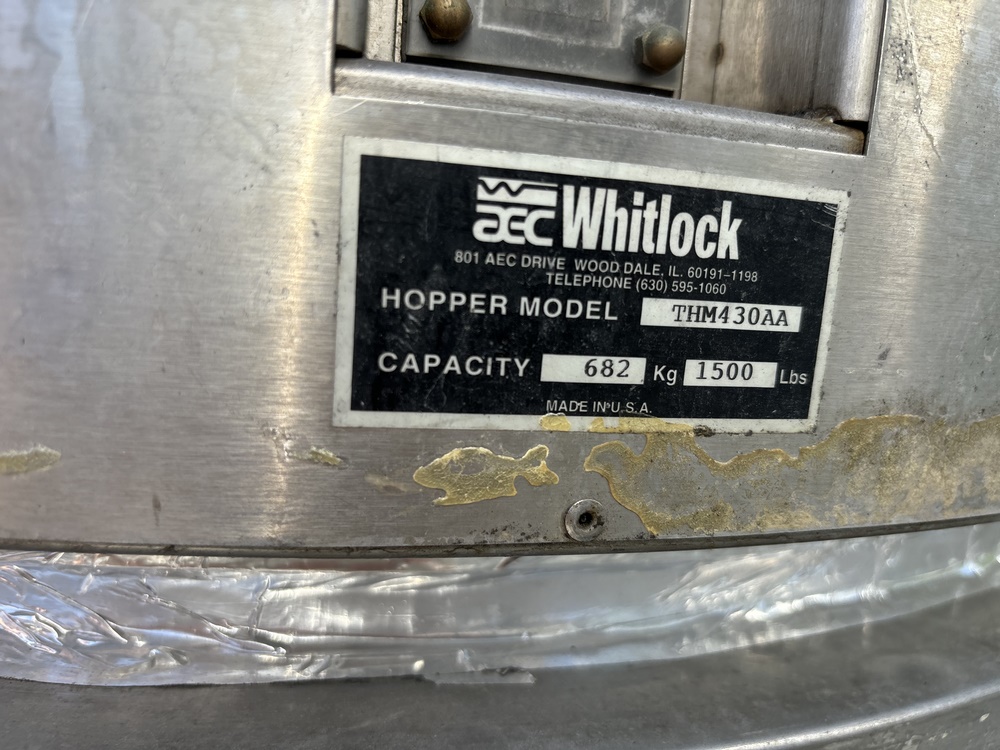 W
AEC Whitlock
801 AEC DRIVE WOOD DALE, IL. 60191-1198
TELEPHONE (630) 595-1060
HOPPER MODEL THM430AA
CAPACITY 682 Kg 1500 Lbs
MADE IN U.S.A.